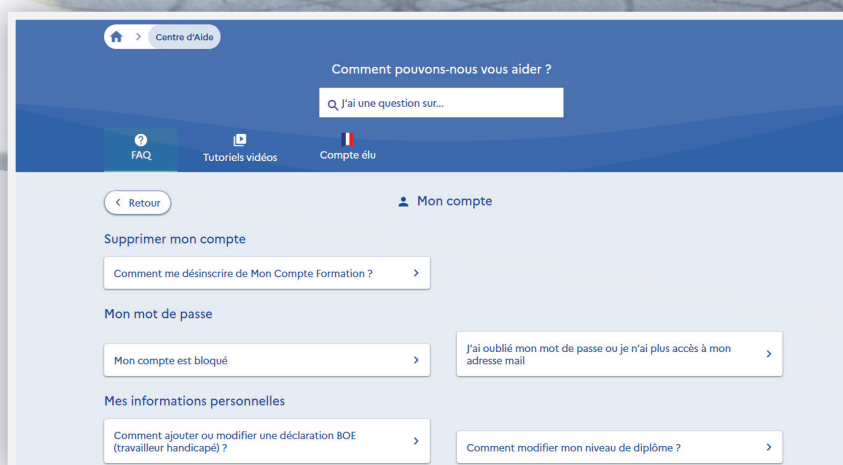 Centre d'Aide
Comment pouvons-nous vous aider ?
J'ai une question sur...
FAQ
Tutoriels vidéos
Compte élu
Retour
Mon compte
Supprimer mon compte
Comment me désinscrire de Mon Compte Formation ?
Mon mot de passe
Mon compte est bloqué
J'ai oublié mon mot de passe ou je n'ai plus accès à mon
adresse mail
Mes informations personnelles
Comment ajouter ou modifier une déclaration BOE
(travailleur handicapé) ?
Comment modifier mon niveau de diplôme ?